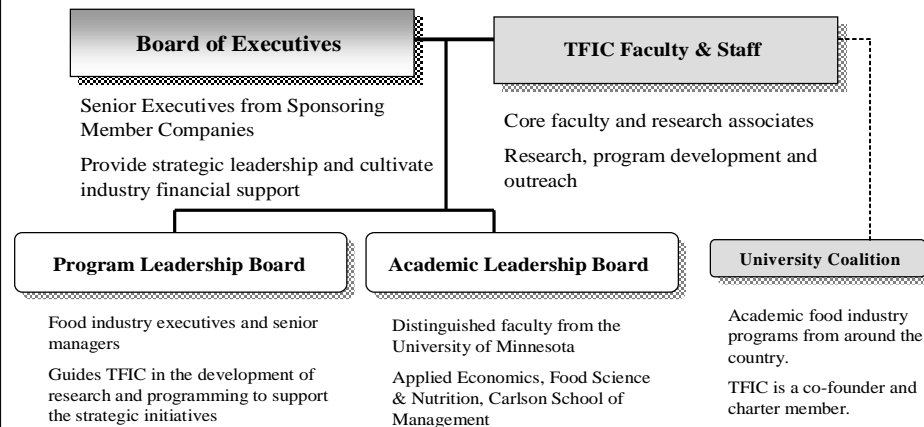 Board of Executives
Senior Executives from Sponsoring
Member Companies
Provide strategic leadership and cultivate
industry financial support
TFIC Faculty & Staff
Core faculty and research associates
Research, program development and
outreach
Program Leadership Board
Food industry executives and senior
managers
Guides TFIC in the development of
research and programming to support
the strategic initiatives
Academic Leadership Board
Distinguished faculty from the
University of Minnesota
Applied Economics, Food Science
& Nutrition, Carlson School of
Management
University Coalition
Academic food industry
programs from around the
country.
TFIC is a co-founder and
charter member.